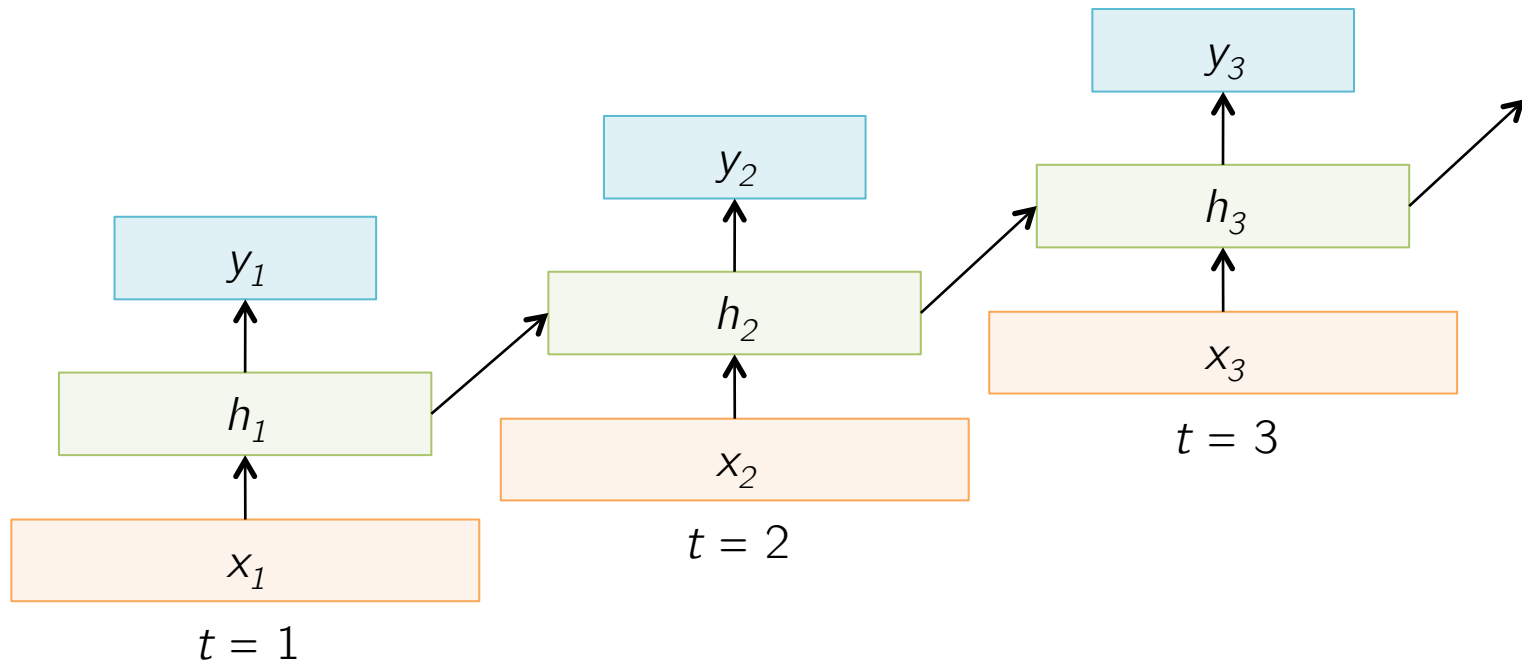 y₁
h₁
x₁
t = 1
y₂
h₂
x₂
t = 2
y₃
h₃
x₃
t = 3